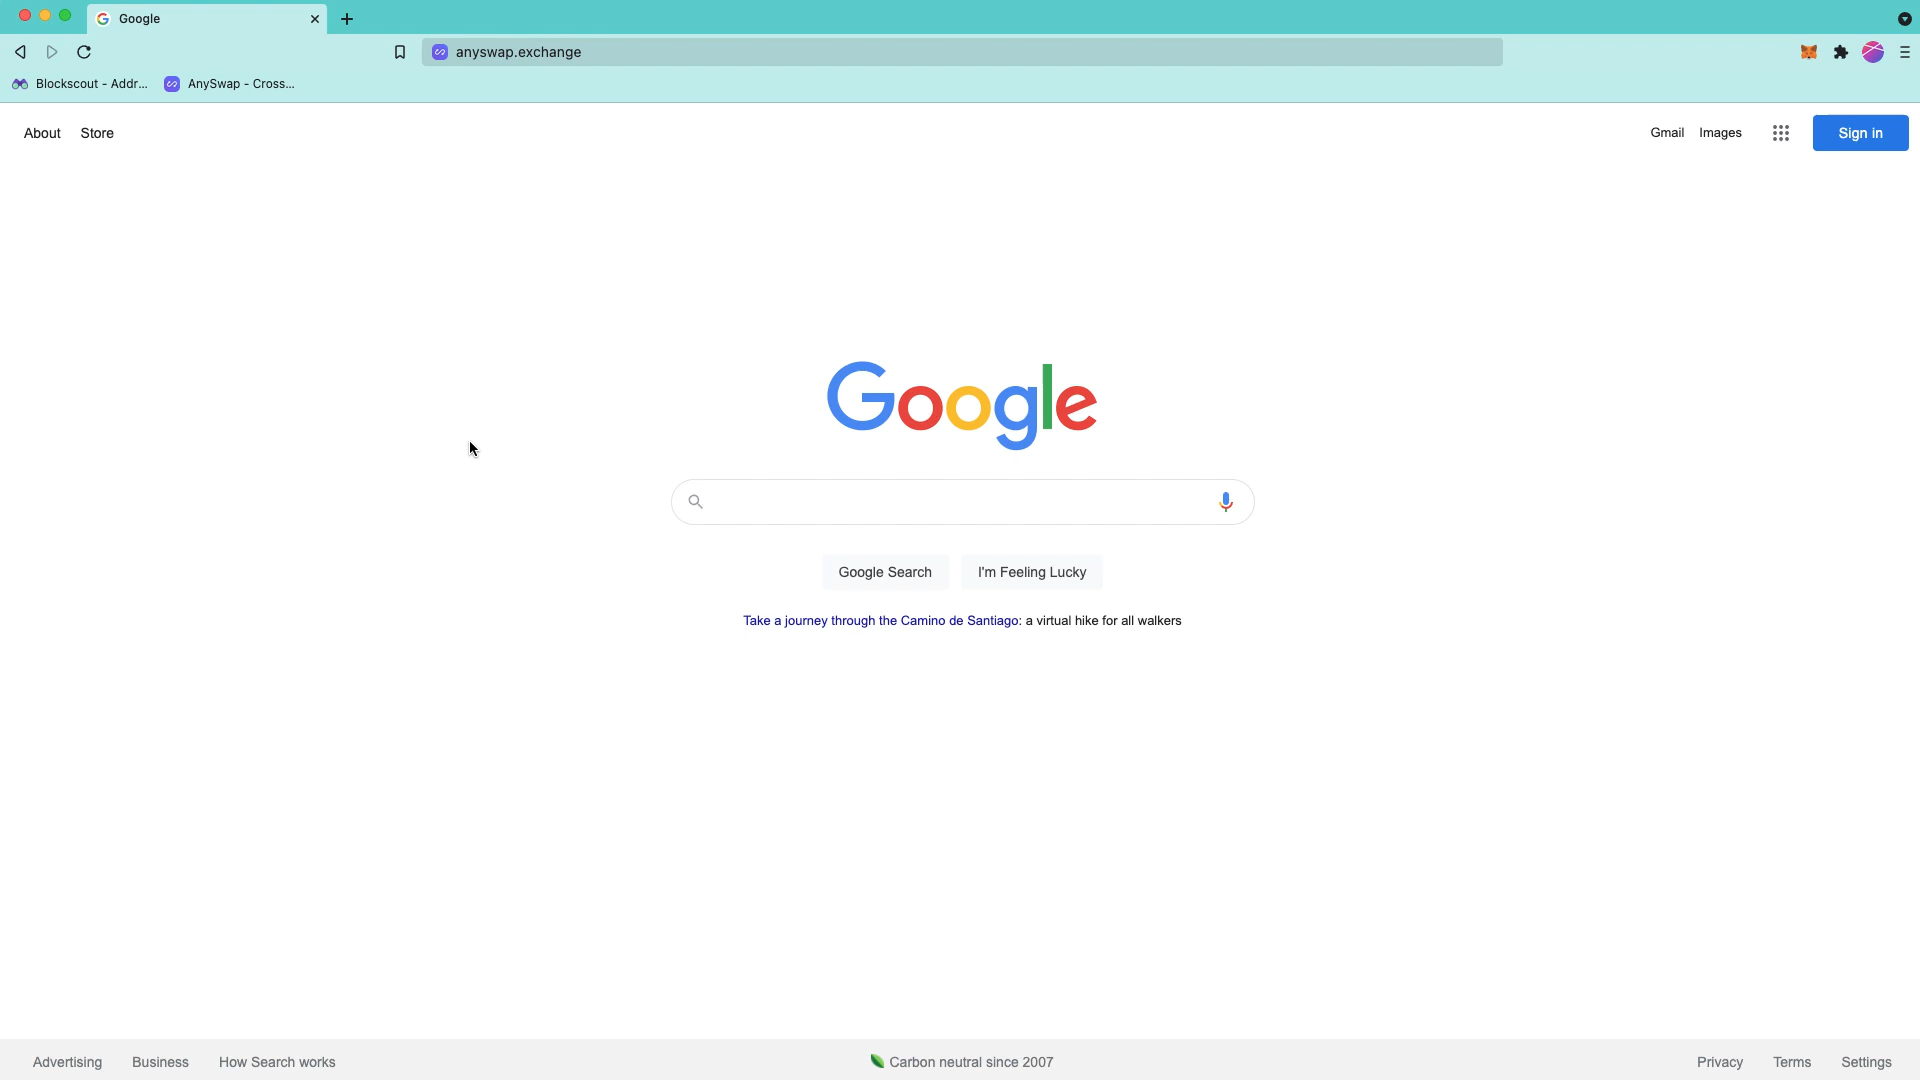 Google
anyswap.exchange
Blockscout - Addr... AnySwap - Cross...
About Store Gmail Images Sign in
Google
Google Search I'm Feeling Lucky
Take a journey through the Camino de Santiago: a virtual hike for all walkers
Advertising Business How Search works Carbon neutral since 2007 Privacy Terms Settings